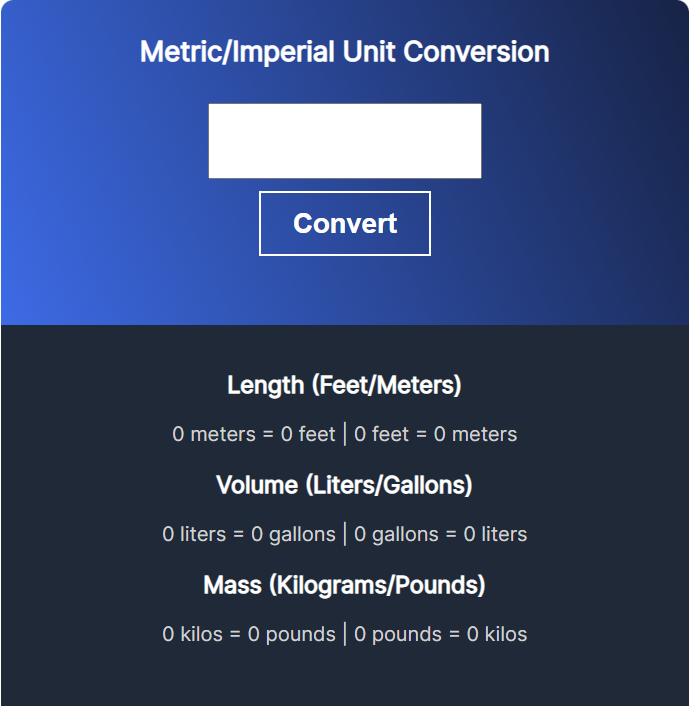 Metric/Imperial Unit Conversion
Convert
Length (Feet/Meters)
0 meters = 0 feet | 0 feet = 0 meters
Volume (Liters/Gallons)
0 liters = 0 gallons | 0 gallons = 0 liters
Mass (Kilograms/Pounds)
0 kilos = 0 pounds | 0 pounds = 0 kilos